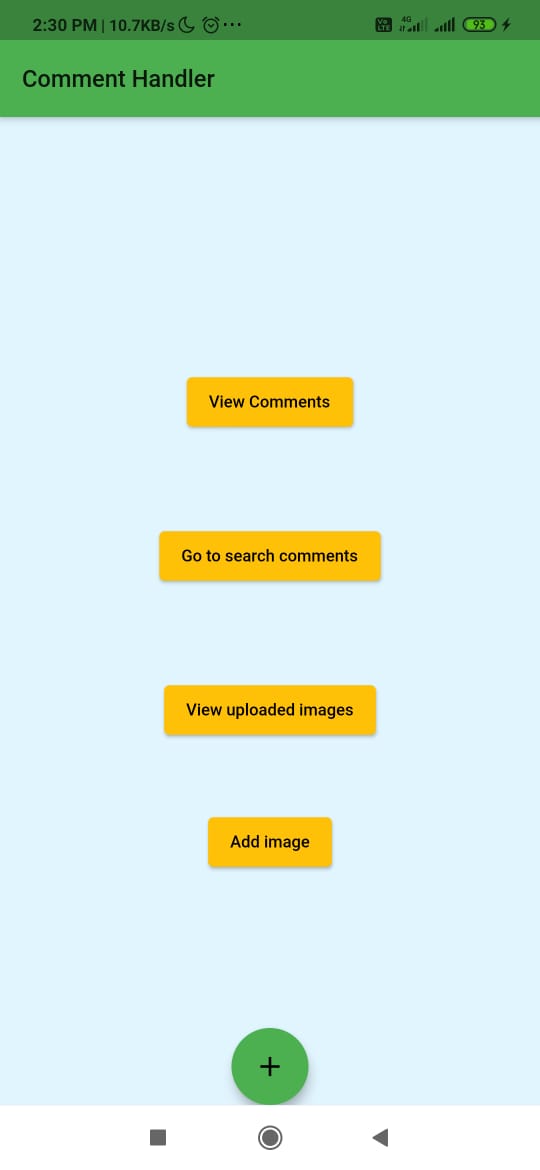 2:30 PM | 10.7KB/s ...
Vo
LTE
4G
93
Comment Handler
View Comments
Go to search comments
View uploaded images
Add image
+